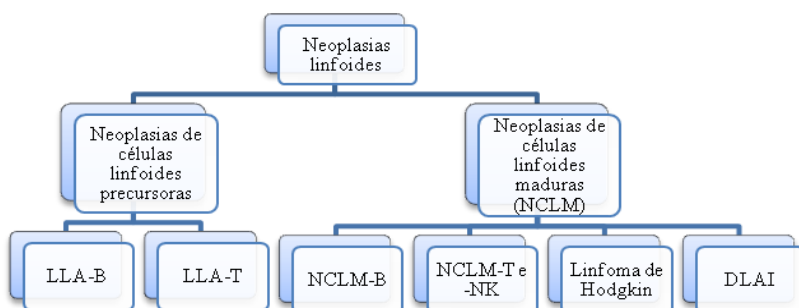 Neoplasias
linfoides
Neoplasias de
células
linfoides
precursoras
Neoplasias de
células
linfoides
maduras
(NCLM)
LLA-B
LLA-T
NCLM-B
NCLM-T e
-NK
Linfoma de
Hodgkin
DLAI